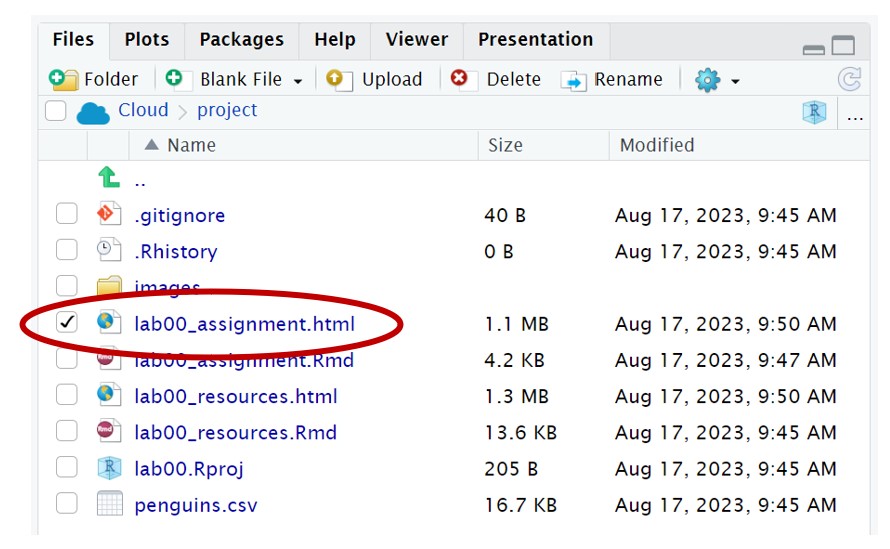 Files Plots Packages Help Viewer Presentation
Folder Blank File Upload Delete Rename
Cloud project R ...
Name Size Modified
..
.gitignore 40 B Aug 17, 2023, 9:45 AM
.Rhistory 0 B Aug 17, 2023, 9:45 AM
images
lab00_assignment.html 1.1 MB Aug 17, 2023, 9:50 AM
Rmd lab00_assignment.Rmd 4.2 KB Aug 17, 2023, 9:47 AM
lab00_resources.html 1.3 MB Aug 17, 2023, 9:50 AM
Rmd lab00_resources.Rmd 13.6 KB Aug 17, 2023, 9:45 AM
R lab00.Rproj 205 B Aug 17, 2023, 9:45 AM
penguins.csv 16.7 KB Aug 17, 2023, 9:45 AM